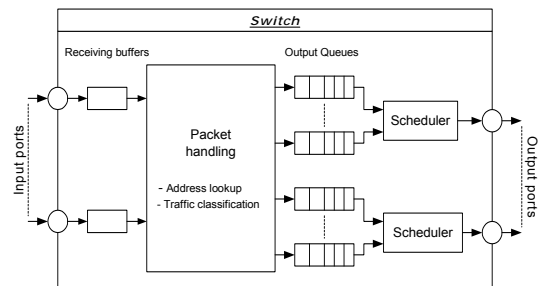 Switch
Receiving buffers
Output Queues
Input ports
Packet
handling
- Address lookup
- Traffic classification
Scheduler
Scheduler
Output ports